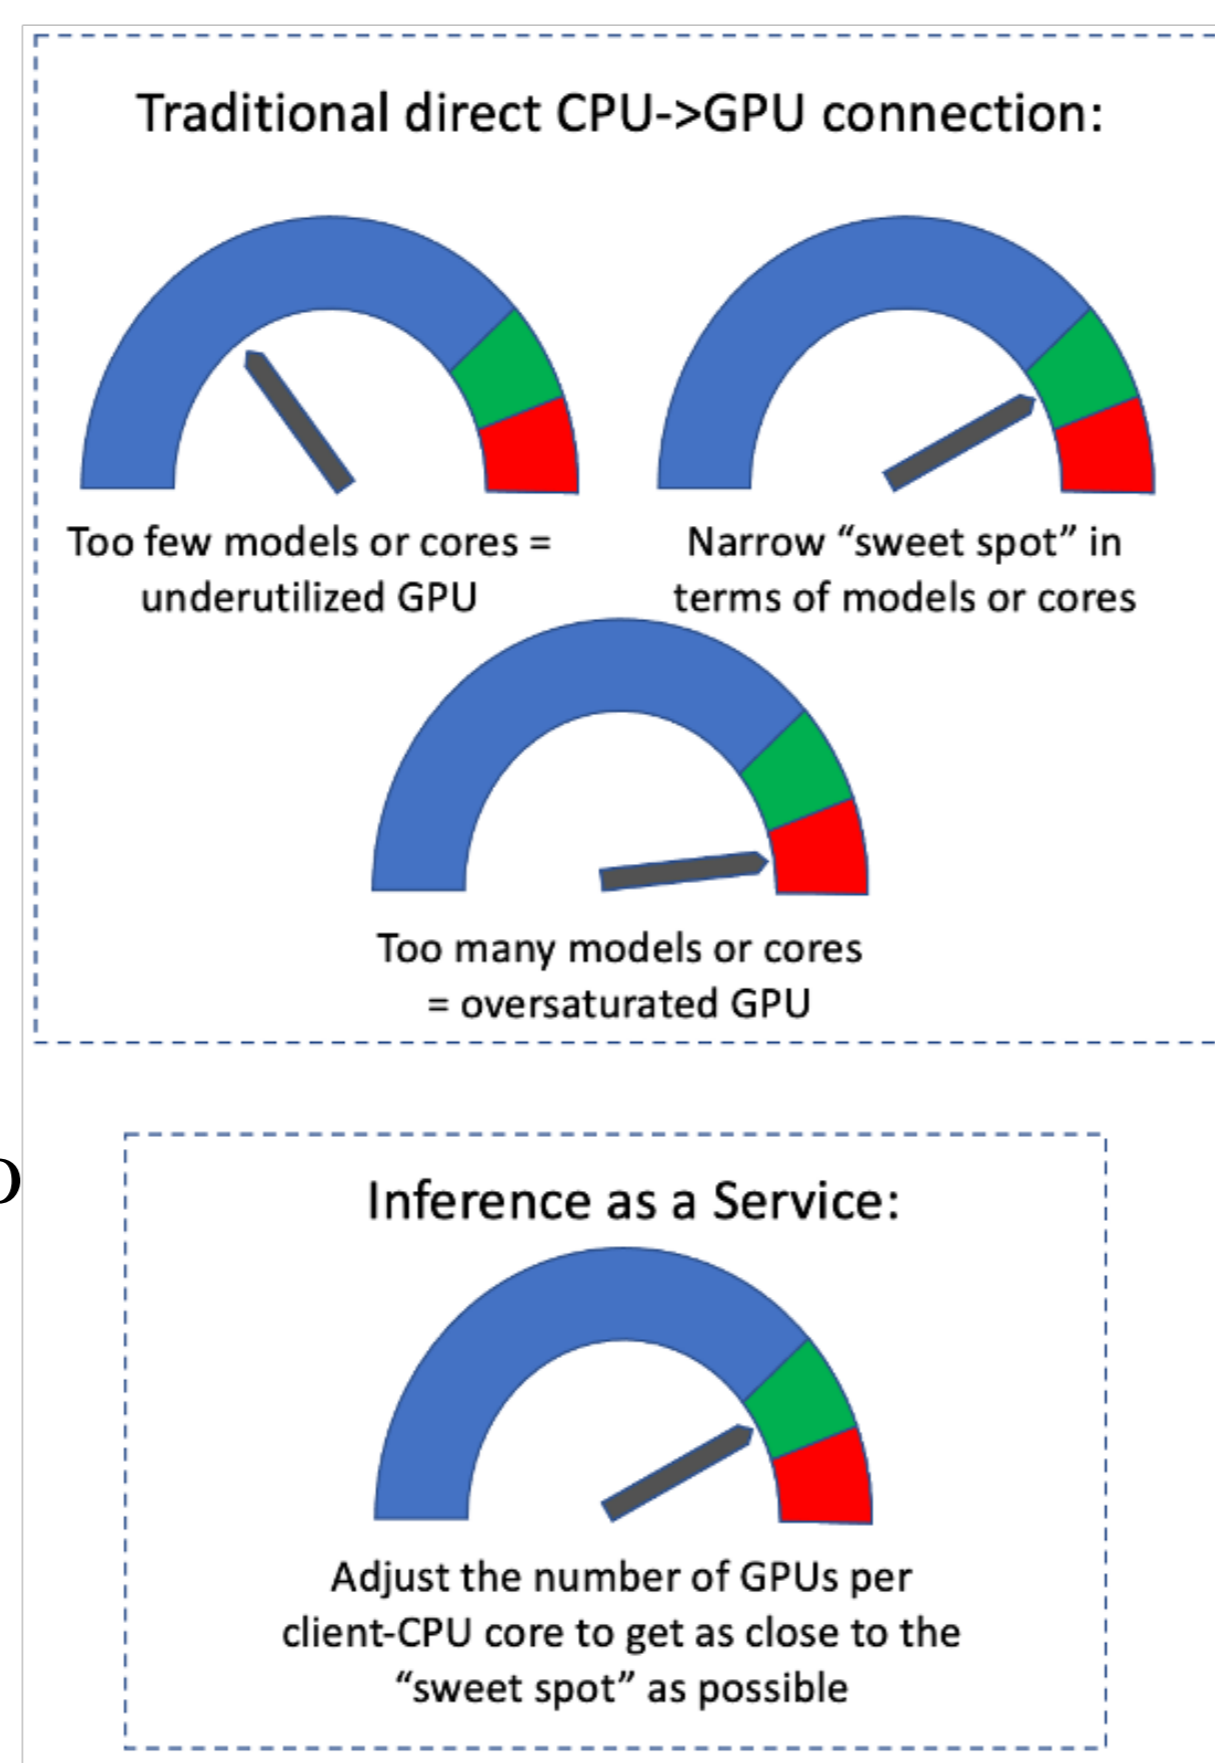 Traditional direct CPU->GPU connection:
Too few models or cores =
underutilized GPU
Narrow “sweet spot” in
terms of models or cores
Too many models or cores
= oversaturated GPU
Inference as a Service:
Adjust the number of GPUs per
client-CPU core to get as close to the
“sweet spot” as possible